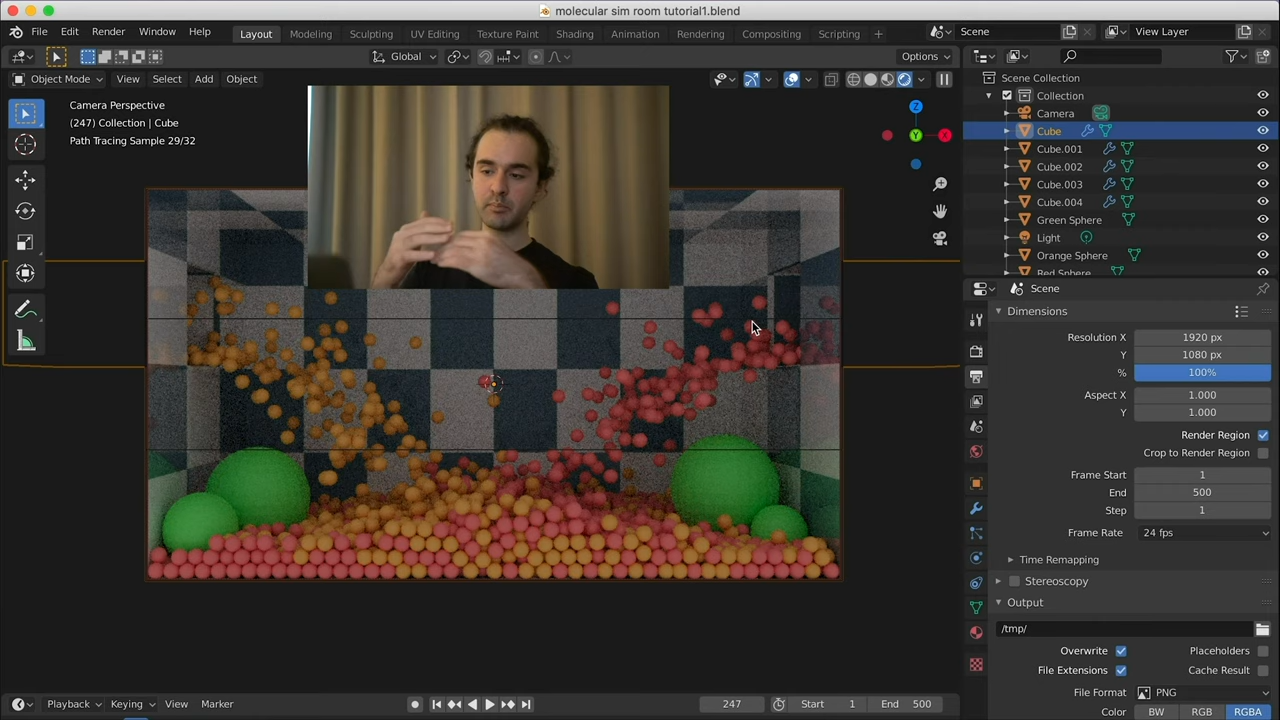 molecular sim room tutorial1.blend
File Edit Render Window Help
Layout Modeling Sculpting UV Editing Texture Paint Shading Animation Rendering Compositing Scripting +
Scene View Layer
Global Options
Object Mode View Select Add Object
Camera Perspective
(247) Collection | Cube
Path Tracing Sample 29/32
Z
Y
X
Scene Collection
Collection
Camera
Cube
Cube.001
Cube.002
Cube.003
Cube.004
Green Sphere
Light
Orange Sphere
Red Sphere
Scene
Dimensions
Resolution X 1920 px
Y 1080 px
% 100%
Aspect X 1.000
Y 1.000
Render Region
Crop to Render Region
Frame Start 1
End 500
Step 1
Frame Rate 24 fps
Time Remapping
Stereoscopy
Output
/tmp/
Overwrite Placeholders
File Extensions Cache Result
File Format PNG
Color BW RGB RGBA
Playback Keying View Marker 247 Start 1 End 500